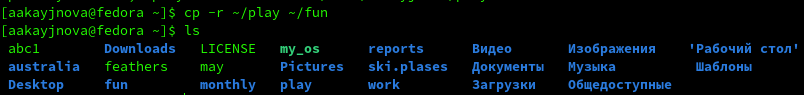 [aakayjnova@fedora ~]$ cp -r ~/play ~/fun
[aakayjnova@fedora ~]$ ls
abc1 Downloads LICENSE my_os reports Видео Изображения 'Рабочий стол'
australia feathers may Pictures ski.plases Документы Музыка Шаблоны
Desktop fun monthly play work Загрузки Общедоступные